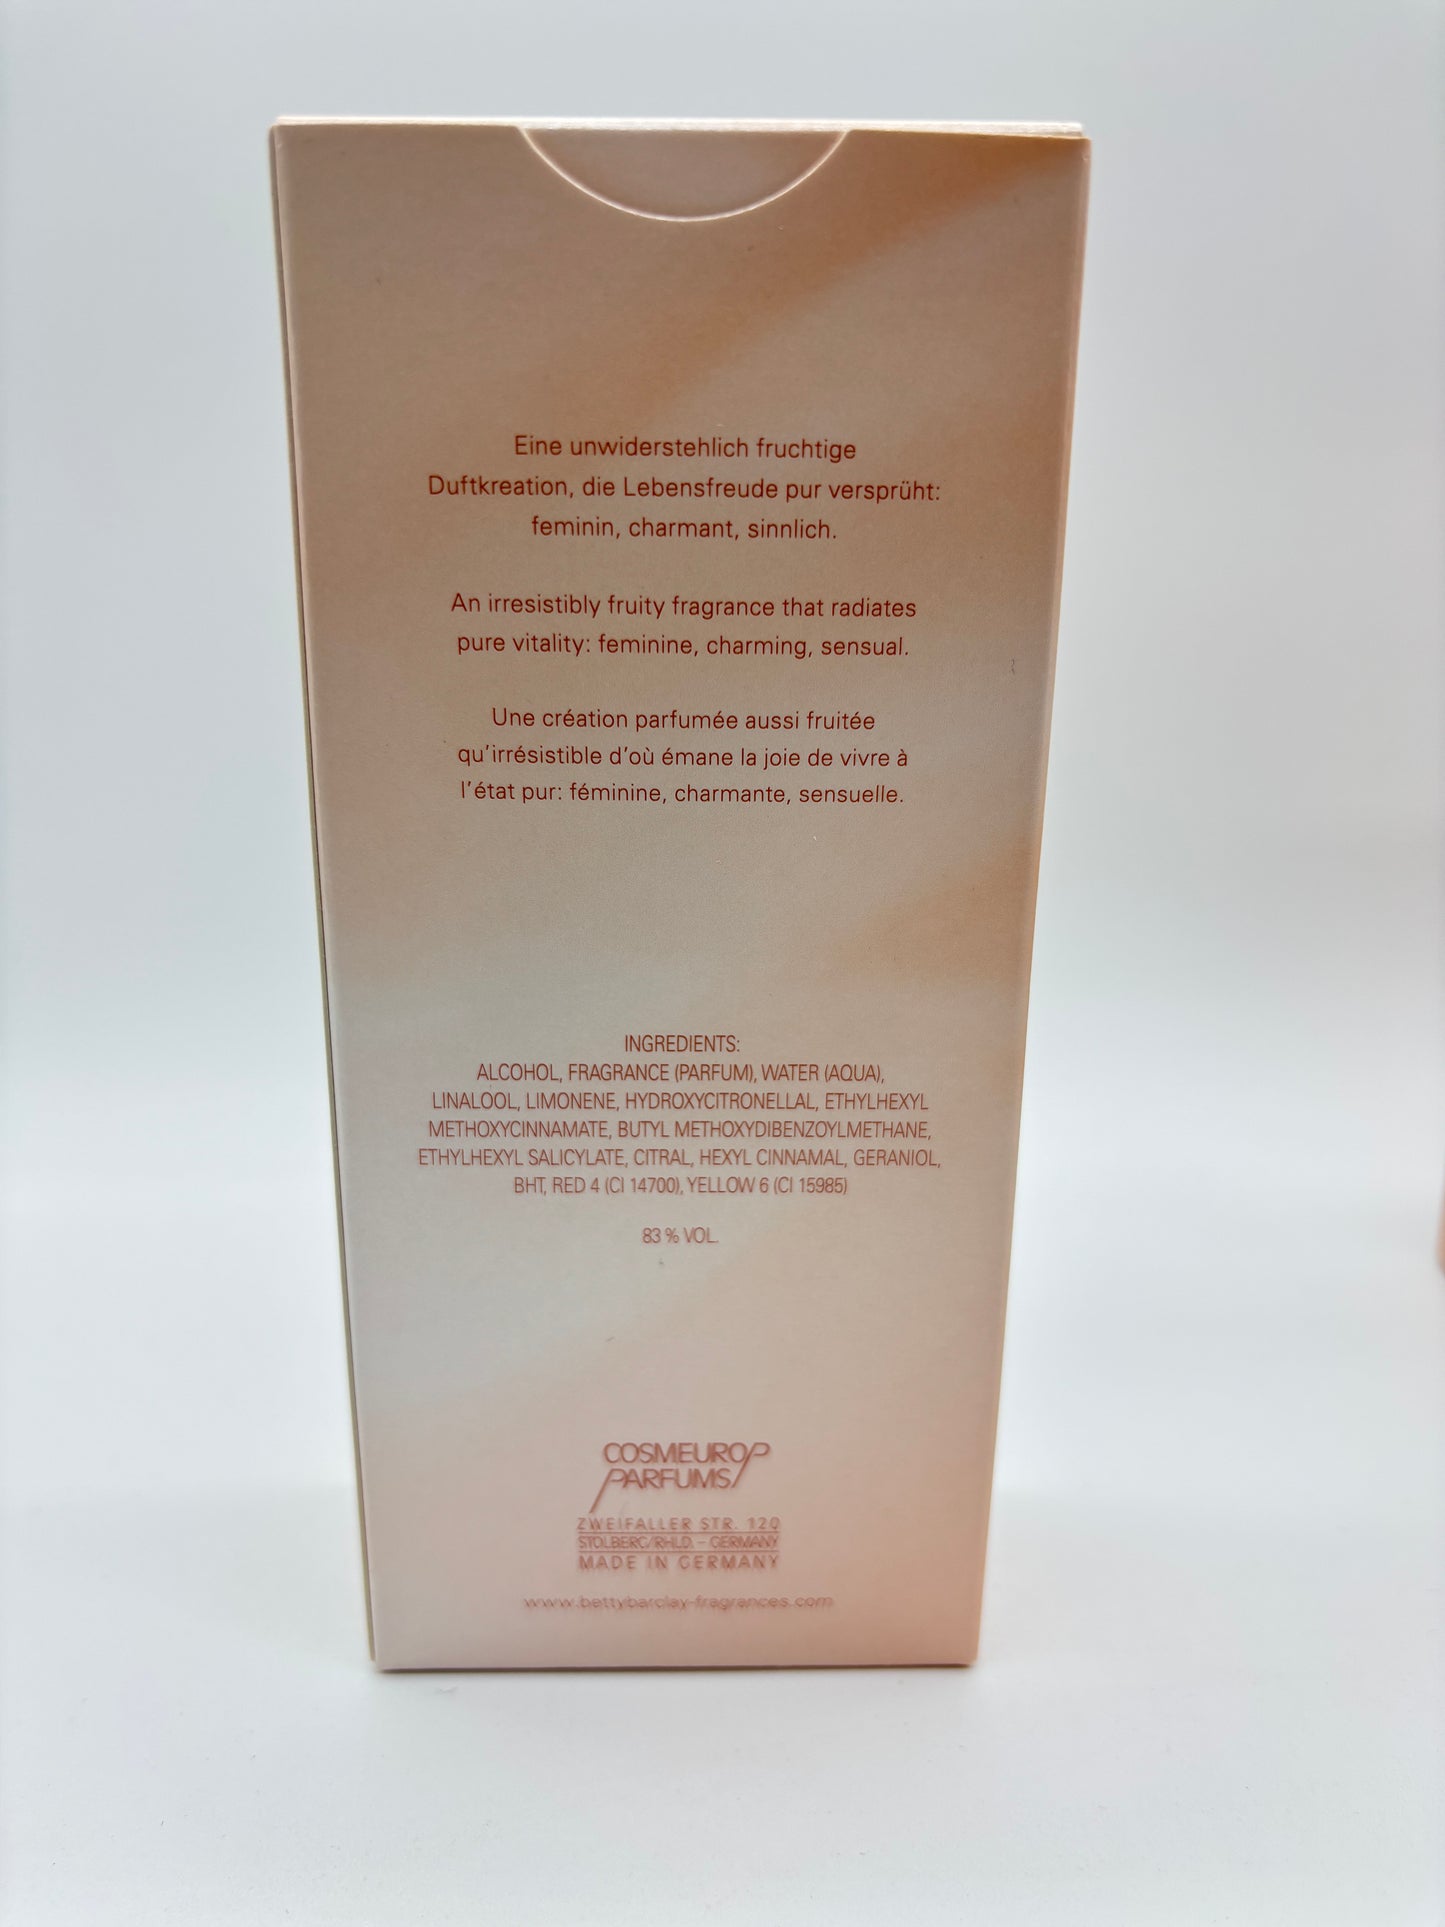 Eine unwiderstehlich fruchtige
Duftkreation, die Lebensfreude pur versprüht:
feminin, charmant, sinnlich.
An irresistibly fruity fragrance that radiates
pure vitality: feminine, charming, sensual.
Une création parfumée aussi fruitée
qu'irrésistible d'où émane la joie de vivre à
l'état pur: féminine, charmante, sensuelle.
INGREDIENTS:
ALCOHOL, FRAGRANCE (PARFUM), WATER (AQUA),
LINALOOL, LIMONENE, HYDROXYCITRONELLAL, ETHYLHEXYL
METHOXYCINNAMATE, BUTYL METHOXYDIBENZOYLMETHANE,
ETHYLHEXYL SALICYLATE, CITRAL, HEXYL CINNAMAL, GERANIOL,
BHT, RED 4 (CI 14700), YELLOW 6 (CI 15985)
83 % VOL.
COSMEUROP
PARFUMS
ZWEIFALLER STR. 120
STOLBERG/RHLD. – GERMANY
MADE IN GERMANY
www.bettybarclay-fragrances.com